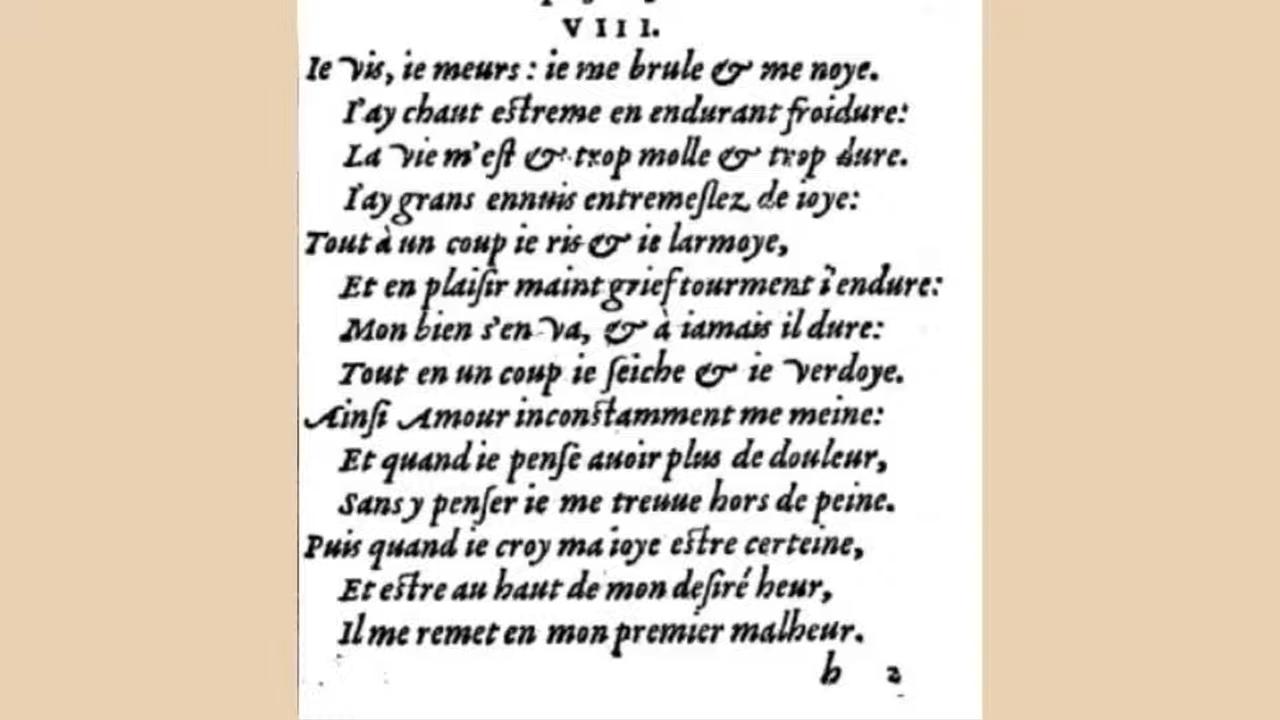 VIII.
Ie vis, ie meurs : ie me brule & me noye.
I'ay chaut estreme en endurant froidure:
La vie m'est & trop molle & trop dure.
I'ay grans ennuis entremeslez de ioye:
Tout à un coup ie ris & ie larmoye,
Et en plaisir maint grief tourment i'endure:
Mon bien s'en va, & à iamais il dure:
Tout en un coup ie seiche & ie verdoye.
Ainsi Amour inconstamment me meine:
Et quand ie pense auoir plus de douleur,
Sans y penser ie me treuue hors de peine.
Puis quand ie croy ma ioye estre certeine,
Et estre au haut de mon desiré heur,
Il me remet en mon premier malheur.
b 2